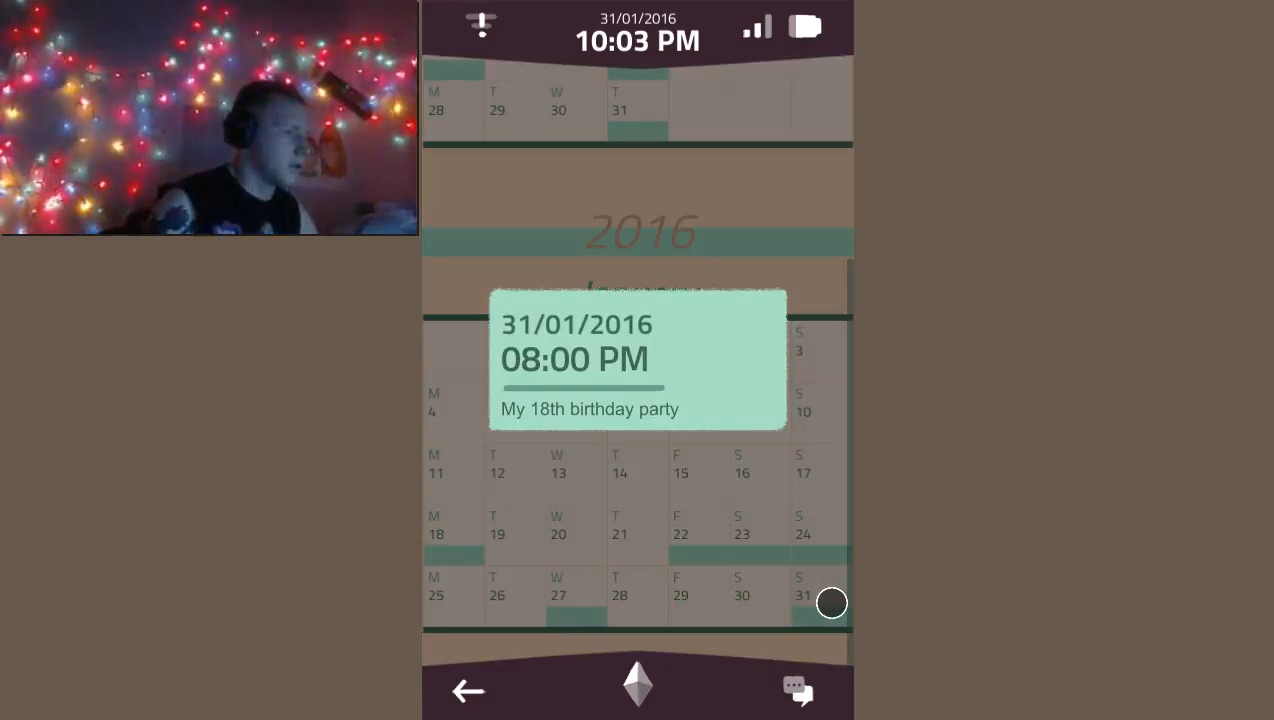 31/01/2016
10:03 PM
M T W T
28 29 30 31
2016
31/01/2016
08:00 PM
My 18th birthday party
S
3
M S
4 10
M T W T F S S
11 12 13 14 15 16 17
M T W T F S S
18 19 20 21 22 23 24
M T W T F S S
25 26 27 28 29 30 31